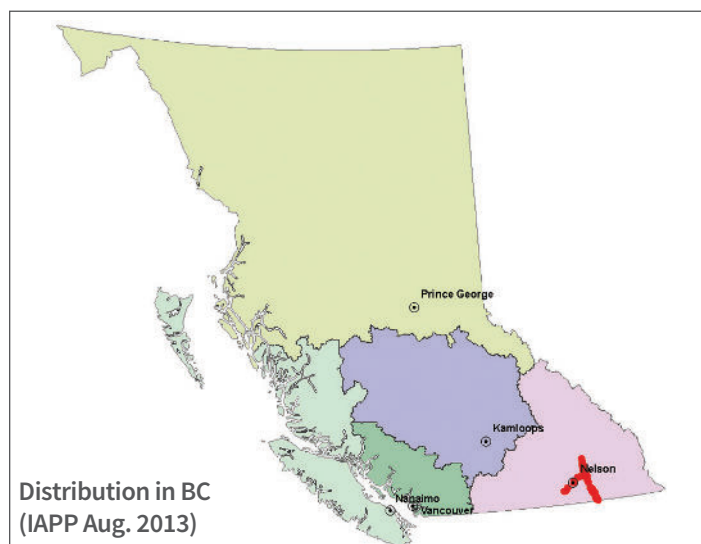 Prince George
Kamloops
Nelson
Nanaimo
Vancouver
Distribution in BC
(IAPP Aug. 2013)